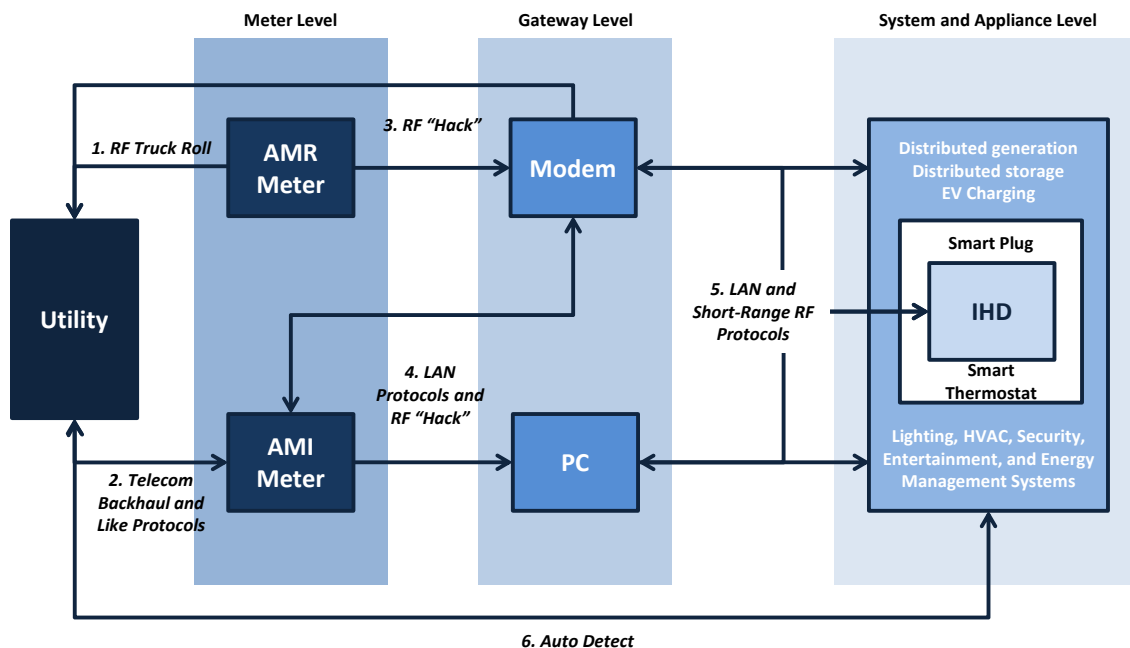 Meter Level
Gateway Level
System and Appliance Level
1. RF Truck Roll
AMR
Meter
3. RF “Hack”
Modem
Distributed generation
Distributed storage
EV Charging
Smart Plug
IHD
Smart
Thermostat
Utility
5. LAN and
Short-Range RF
Protocols
4. LAN
Protocols and
RF “Hack”
AMI
Meter
PC
Lighting, HVAC, Security,
Entertainment, and Energy
Management Systems
2. Telecom
Backhaul and
Like Protocols
6. Auto Detect